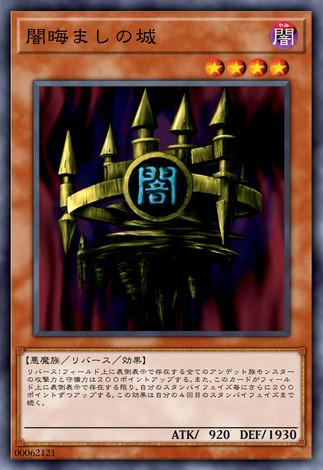 闇晦ましの城
やみ
闇
闇
【悪魔族／リバース／効果】
リバース：フィールド上に表側表示で存在する全てのアンデット族モンスター
の攻撃力と守備力は２００ポイントアップする。また、このカードがフィール
ド上に表側表示で存在する限り、自分のスタンバイフェイズ毎にさらに２００
ポイントずつアップする。この効果は自分の４回目のスタンバイフェイズまで
続く。
ATK/ 920 DEF/1930
00062121